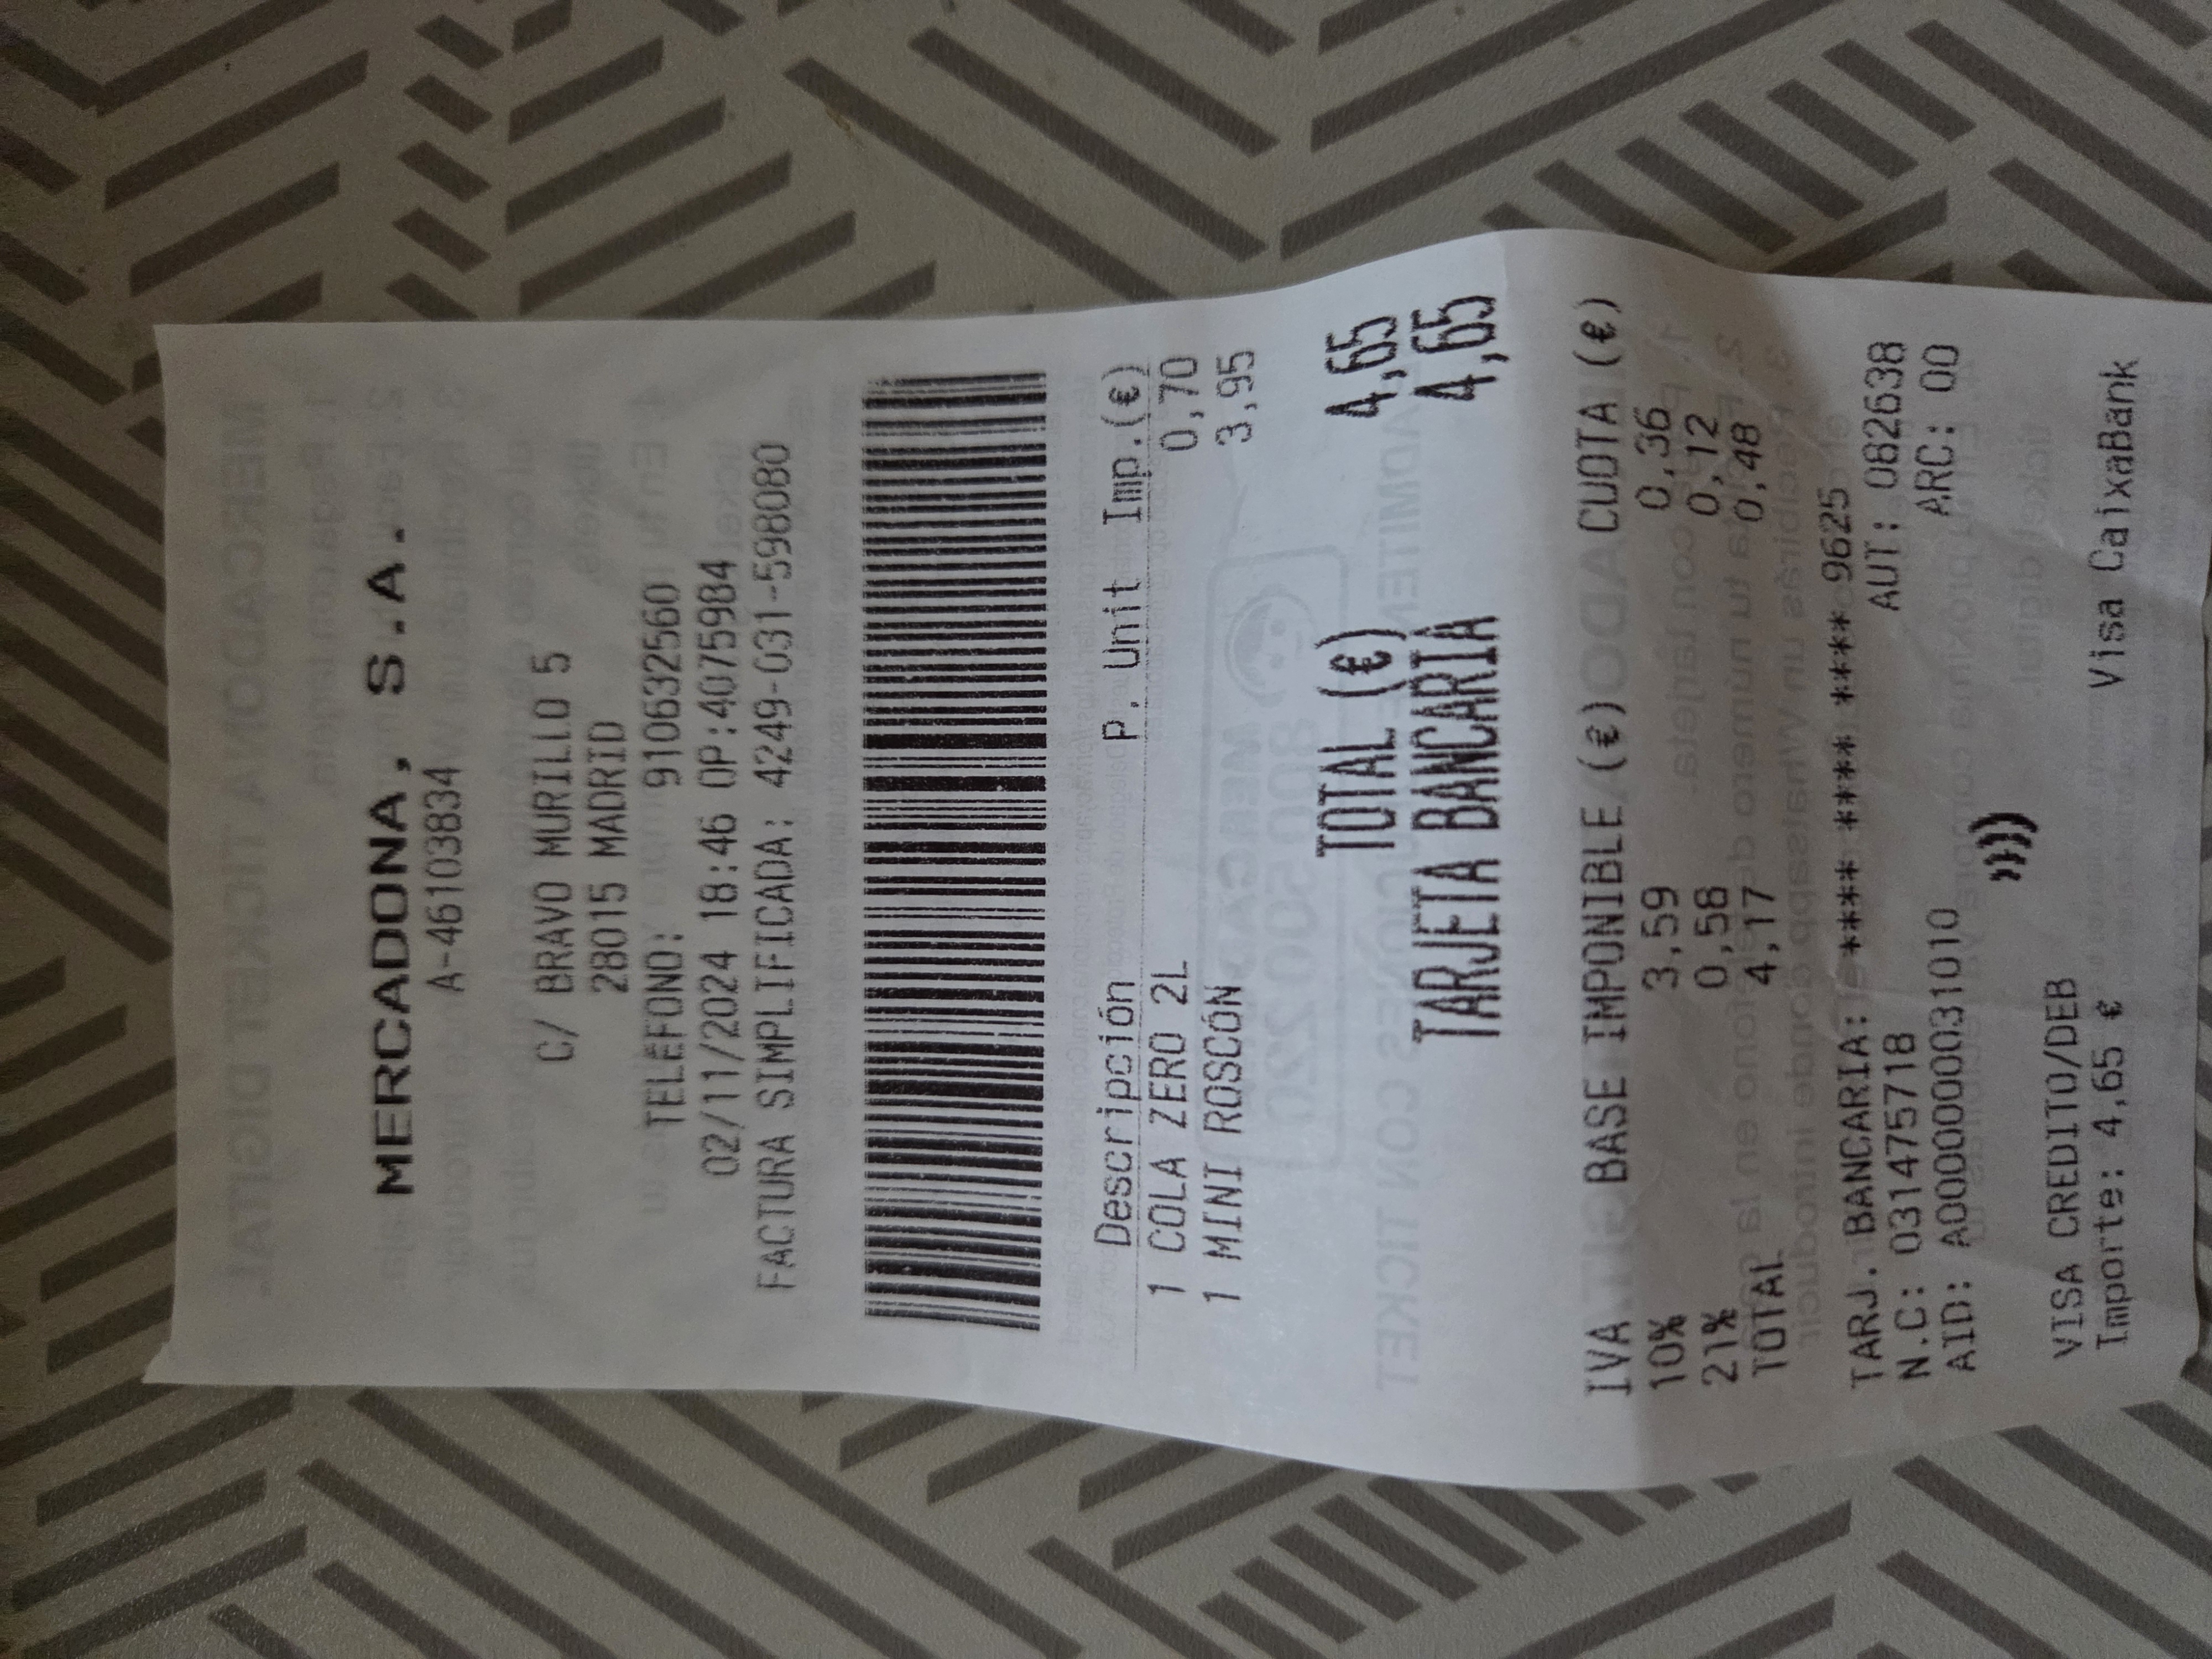 MERCADONA, S.A.
A-46103834
C/ BRAVO MURILLO 5
28015 MADRID
TELÉFONO: 910632560
02/11/2024 18:46 OP:4075984
FACTURA SIMPLIFICADA: 4249-031-598080
Descripción P. Unit Imp.(€)
1 COLA ZERO 2L 0,70
1 MINI ROSCÓN 3,95
TOTAL (€) 4,65
TARJETA BANCARIA 4,65
IVA BASE IMPONIBLE (€) CUOTA (€)
10% 3,59 0,36
21% 0,58 0,12
TOTAL 4,17 0,48
TARJ. BANCARIA: **** **** **** 9625
N.C: 031475718 AUT: 082638
AID: A0000000031010 ARC: 00
VISA CREDITO/DEB
Importe: 4,65 € Visa CaixaBank